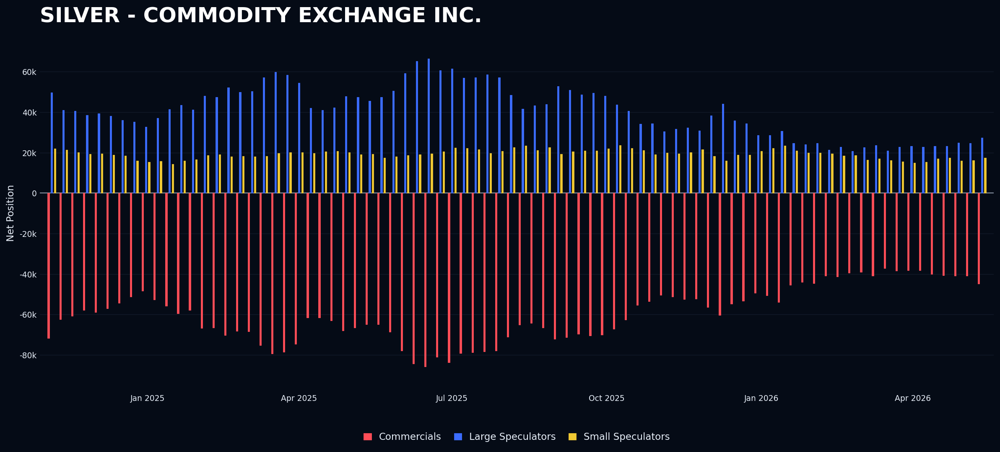 SILVER - COMMODITY EXCHANGE INC.
Net Position
60k
40k
20k
0
-20k
-40k
-60k
-80k
Jan 2025 Apr 2025 Jul 2025 Oct 2025 Jan 2026 Apr 2026
Commercials Large Speculators Small Speculators